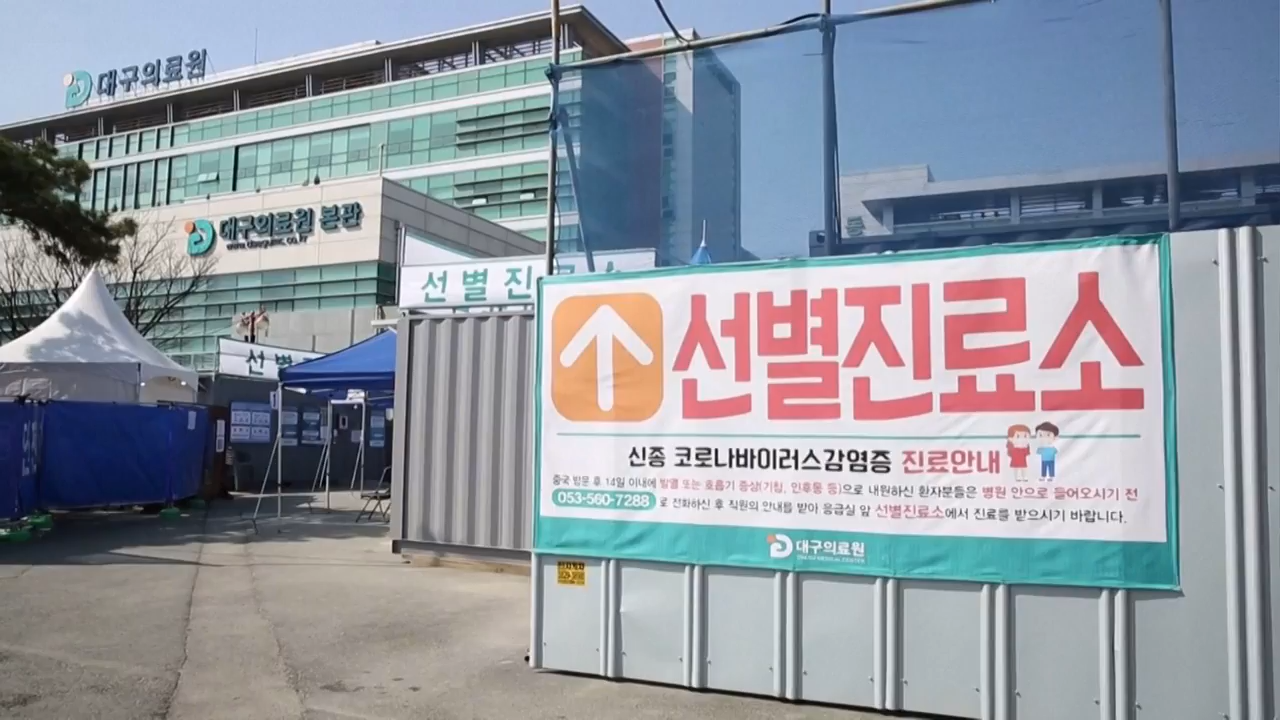 대구의료원
대구의료원 본관
선별진료소
선별진료소
신종 코로나바이러스감염증 진료안내
중국 방문 후 14일 이내에 발열 또는 호흡기 증상(기침, 인후통 등)으로 내원하신 환자분들은 병원 안으로 들어오시기 전
053-560-7288 로 전화하신 후 직원의 안내를 받아 응급실 앞 선별진료소에서 진료를 받으시기 바랍니다.
대구의료원
DAEGU MEDICAL CENTER